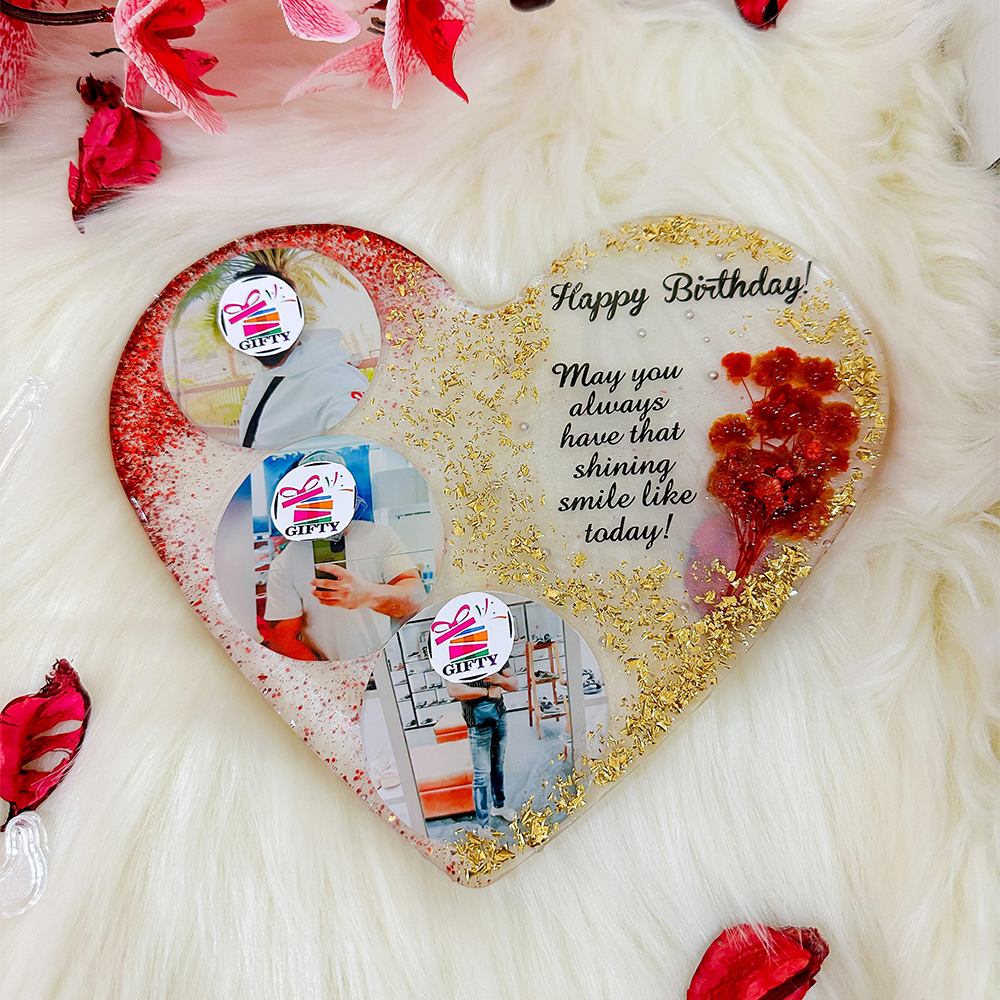 GIFTY
GIFTY
GIFTY
Happy Birthday!
May you
always
have that
shining
smile like
today!